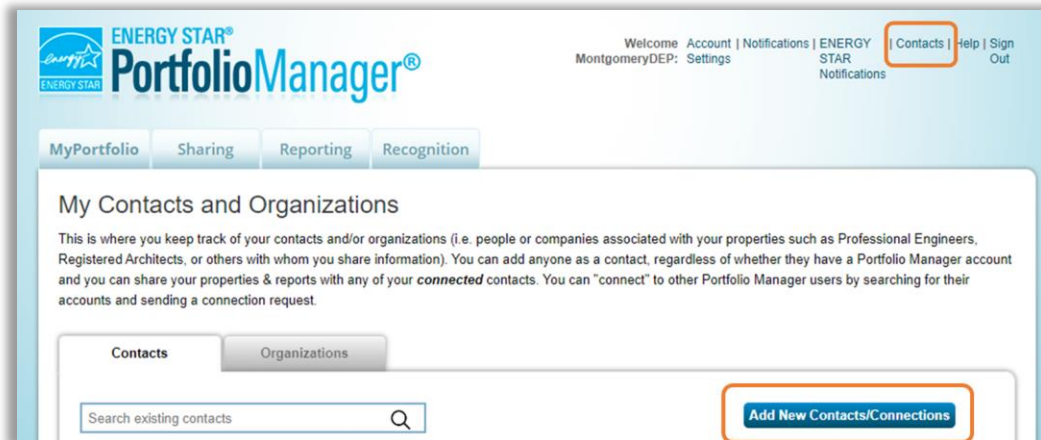 ENERGY STAR®
PortfolioManager®
energy
ENERGY STAR
Welcome MontgomeryDEP:
Account Settings | Notifications | ENERGY STAR Notifications | Contacts | Help | Sign Out
MyPortfolio Sharing Reporting Recognition
My Contacts and Organizations
This is where you keep track of your contacts and/or organizations (i.e. people or companies associated with your properties such as Professional Engineers,
Registered Architects, or others with whom you share information). You can add anyone as a contact, regardless of whether they have a Portfolio Manager account
and you can share your properties & reports with any of your connected contacts. You can "connect" to other Portfolio Manager users by searching for their
accounts and sending a connection request.
Contacts Organizations
Search existing contacts
Add New Contacts/Connections